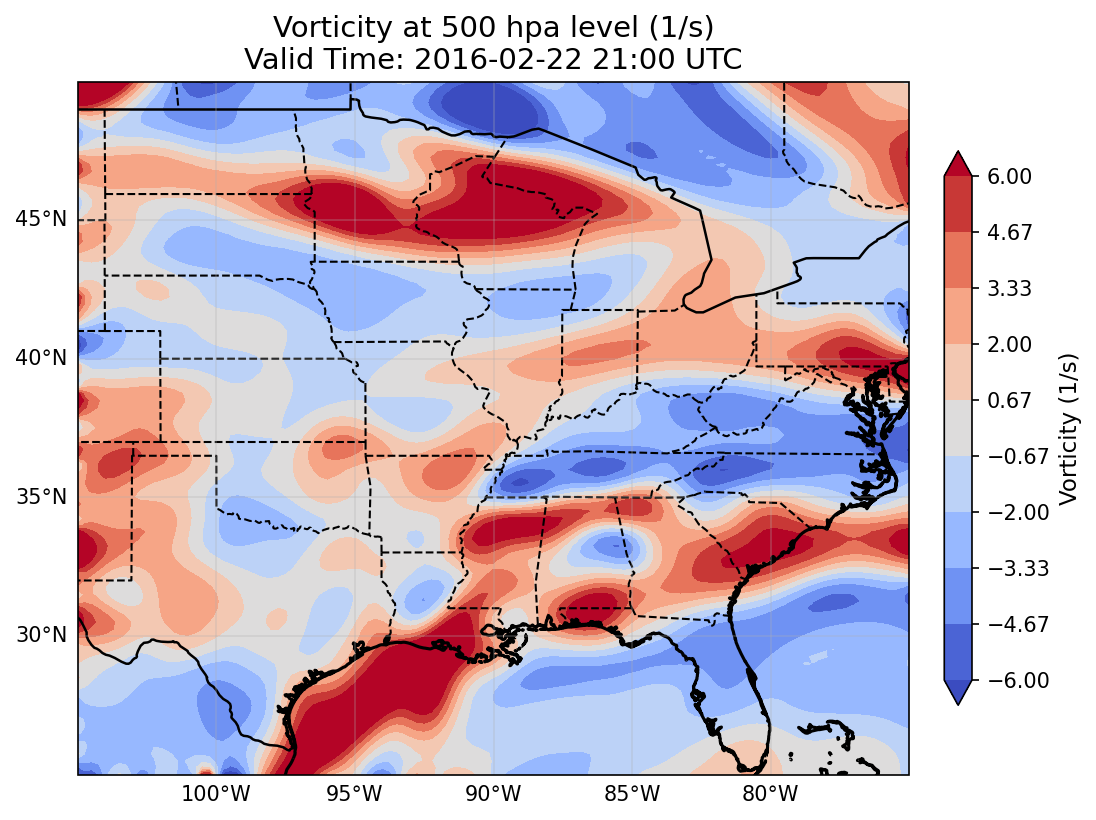 Vorticity at 500 hpa level (1/s)
Valid Time: 2016-02-22 21:00 UTC
45°N
40°N
35°N
30°N
100°W
95°W
90°W
85°W
80°W
6.00
4.67
3.33
2.00
0.67
−0.67
−2.00
−3.33
−4.67
−6.00
Vorticity (1/s)